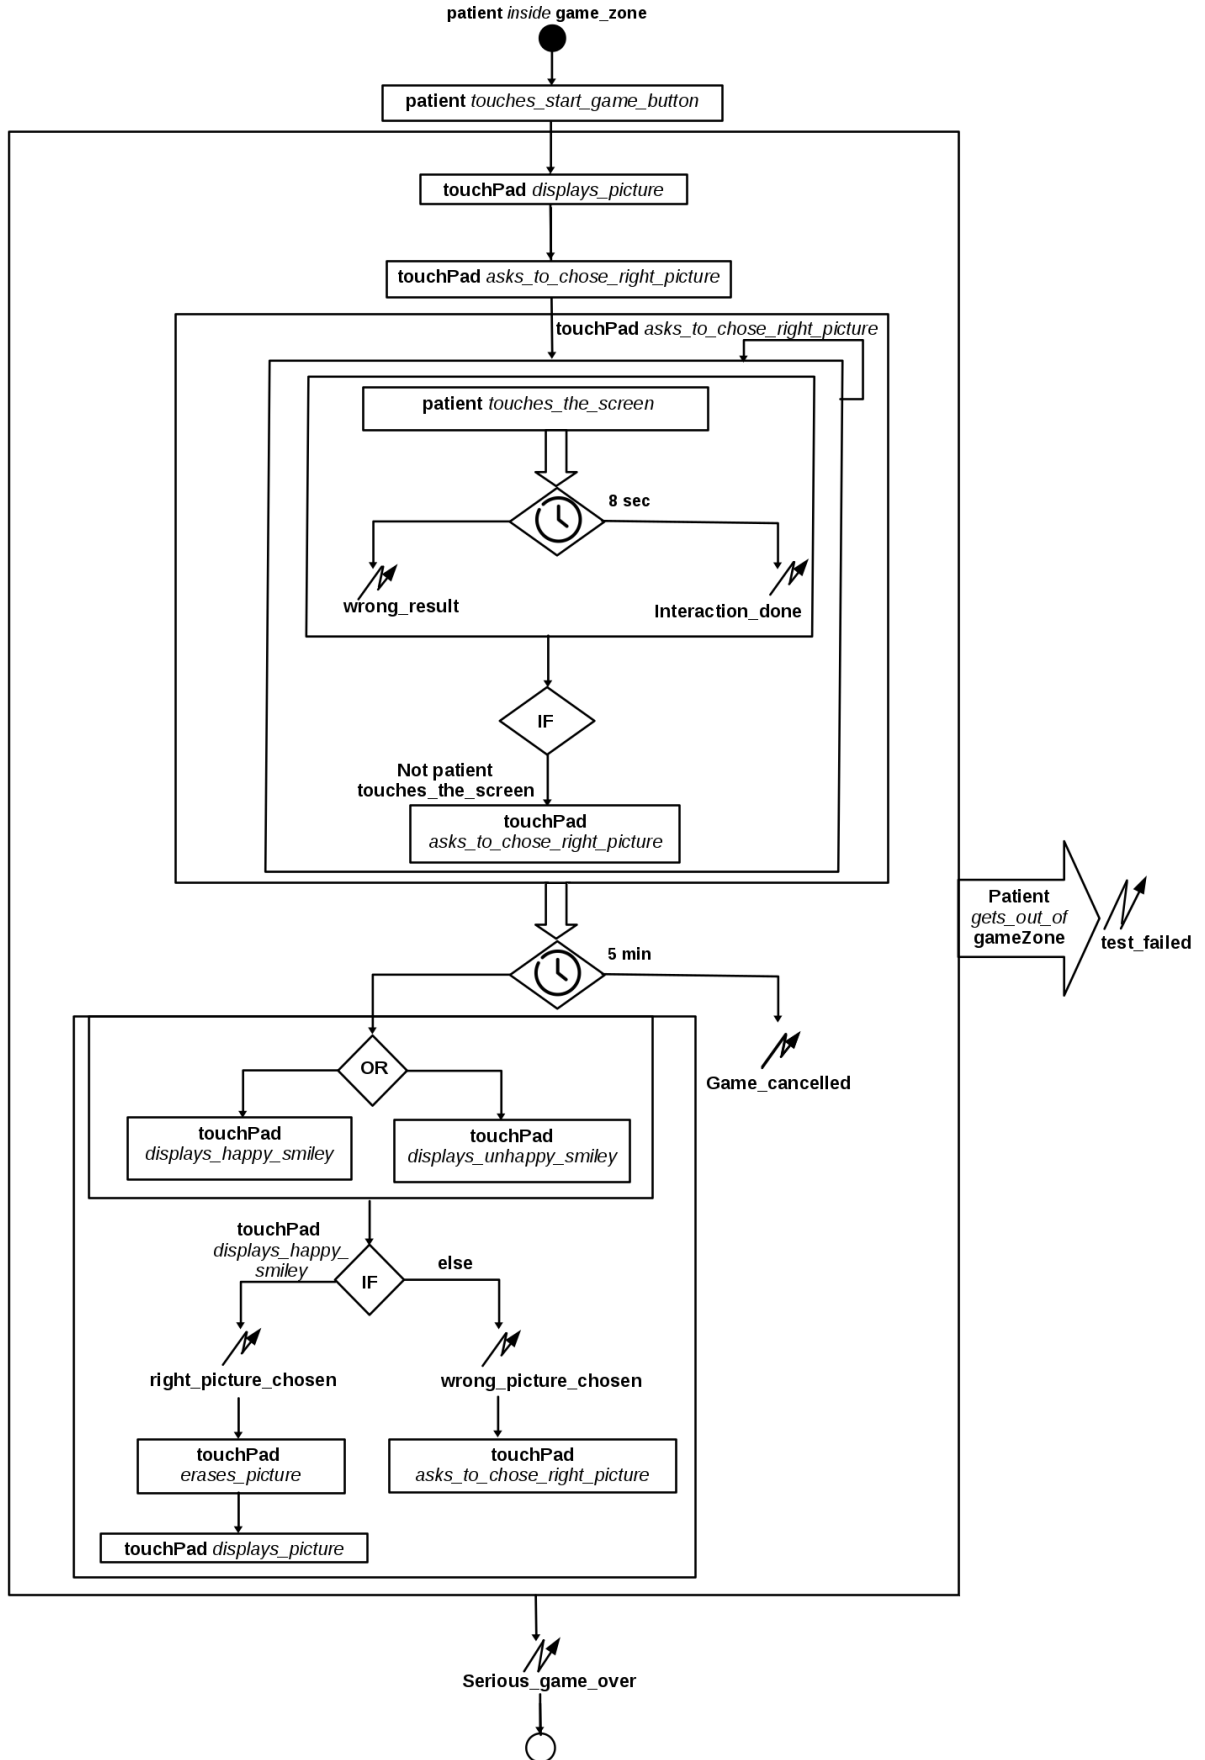 patient inside game_zone
patient touches_start_game_button
touchPad displays_picture
touchPad asks_to_chose_right_picture
touchPad asks_to_chose_right_picture
patient touches_the_screen
8 sec
wrong_result
Interaction_done
IF
Not patient
touches_the_screen
touchPad
asks_to_chose_right_picture
Patient
gets_out_of
gameZone
test_failed
5 min
Game_cancelled
OR
touchPad
displays_happy_smiley
touchPad
displays_unhappy_smiley
touchPad
displays_happy_
smiley
IF
else
right_picture_chosen
wrong_picture_chosen
touchPad
erases_picture
touchPad
asks_to_chose_right_picture
touchPad displays_picture
Serious_game_over